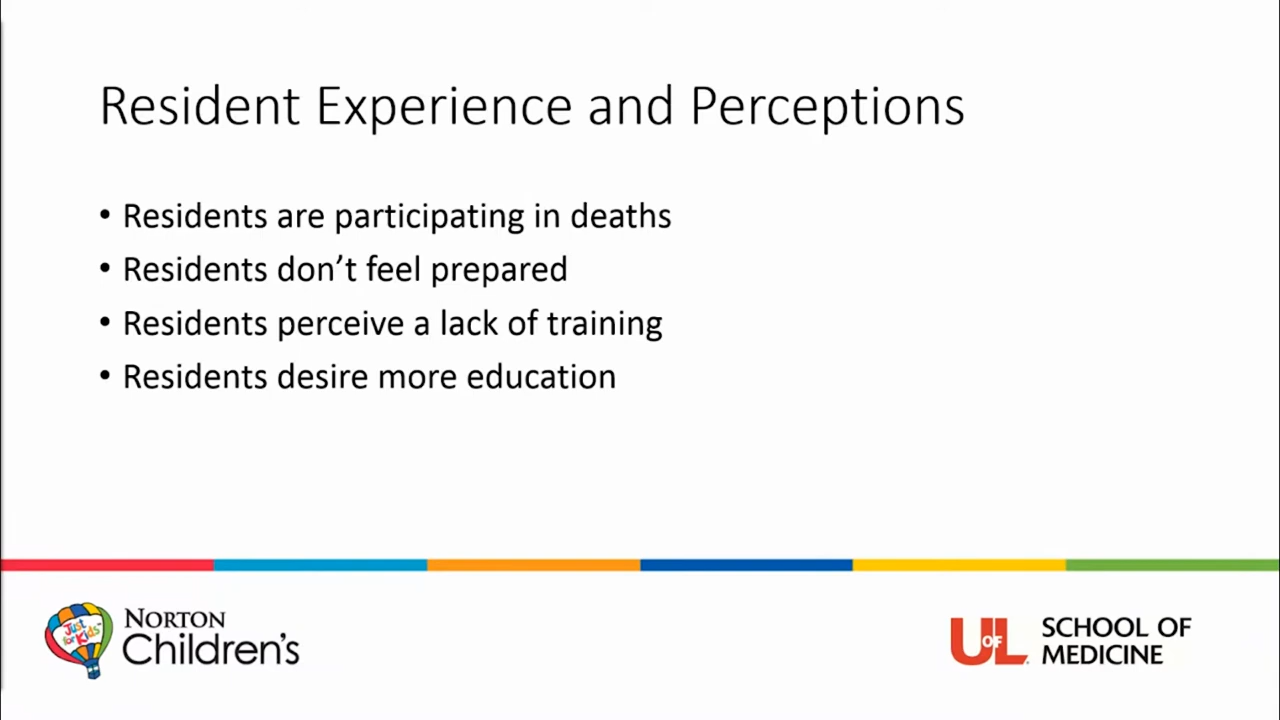 Resident Experience and Perceptions
• Residents are participating in deaths
• Residents don’t feel prepared
• Residents perceive a lack of training
• Residents desire more education
Just
for Kids
NORTON
Children's
UofL
SCHOOL OF
MEDICINE